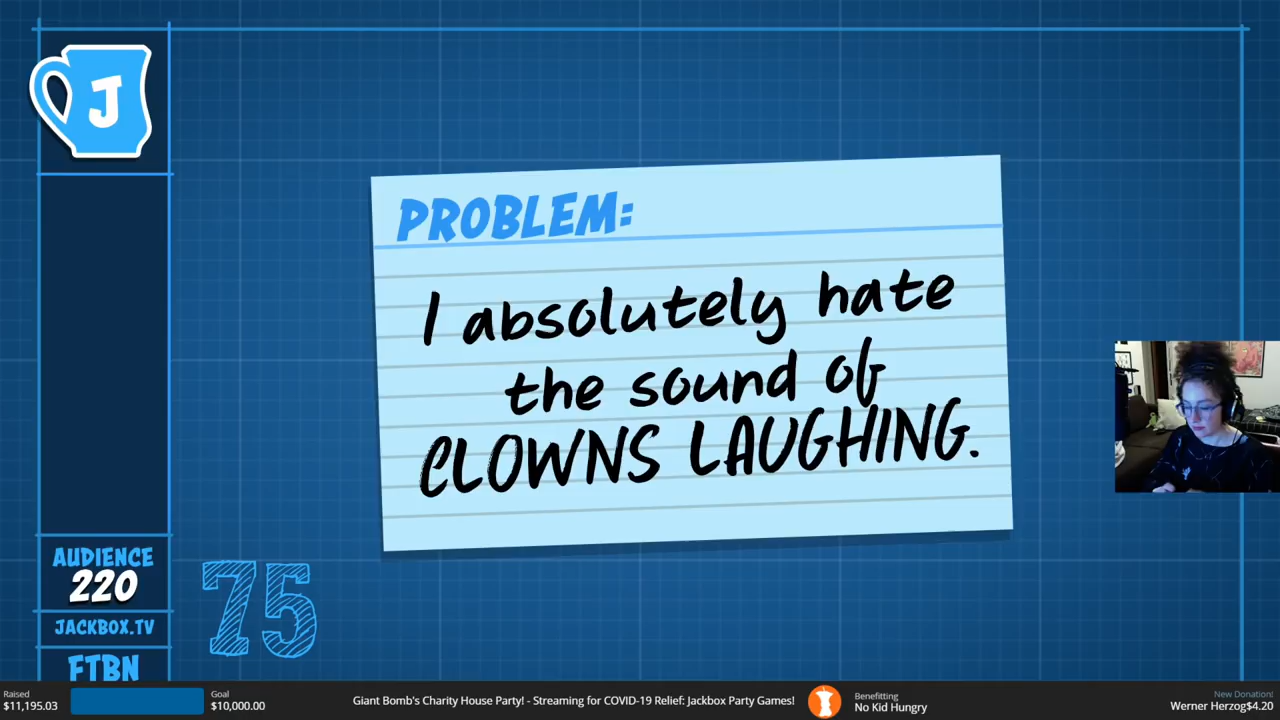 J
PROBLEM:
I absolutely hate
the sound of
CLOWNS LAUGHING.
AUDIENCE
220
JACKBOX.TV
FTBN
75
Raised
$11,195.03
Goal
$10,000.00
Giant Bomb's Charity House Party! - Streaming for COVID-19 Relief: Jackbox Party Games!
Benefitting
No Kid Hungry
New Donation!
Werner Herzog$4.20